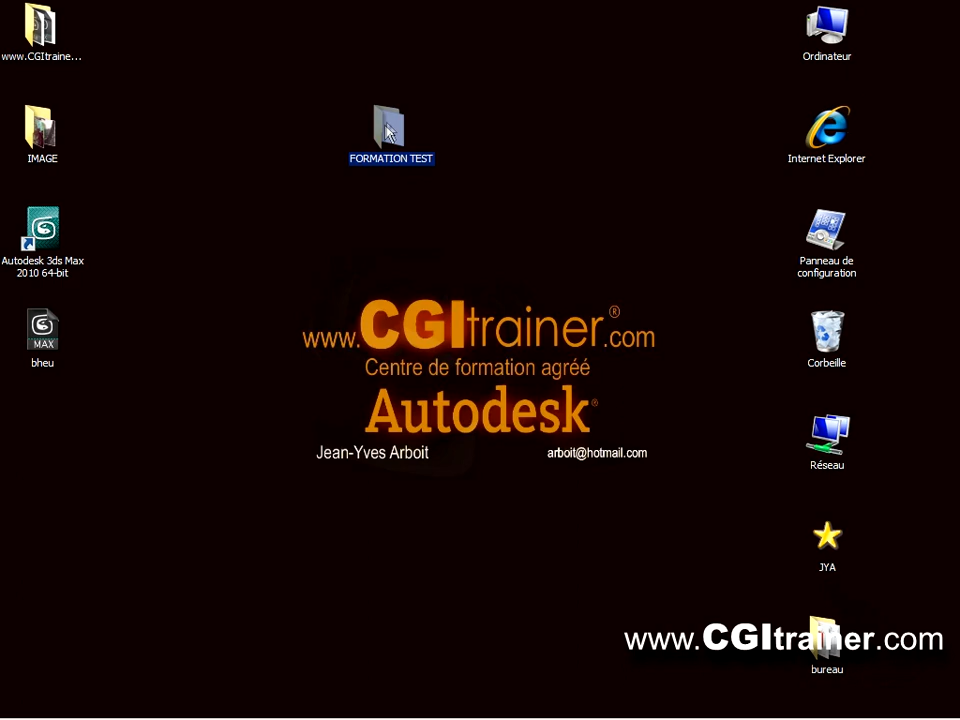 www.CGItraine...
Ordinateur
IMAGE
FORMATION TEST
Internet Explorer
Autodesk 3ds Max
2010 64-bit
Panneau de
configuration
MAX
bheu
Corbeille
www.CGItrainer®.com
Centre de formation agréé
Autodesk®
Jean-Yves Arboit
arboit@hotmail.com
Réseau
JYA
www.CGItrainer.com
bureau